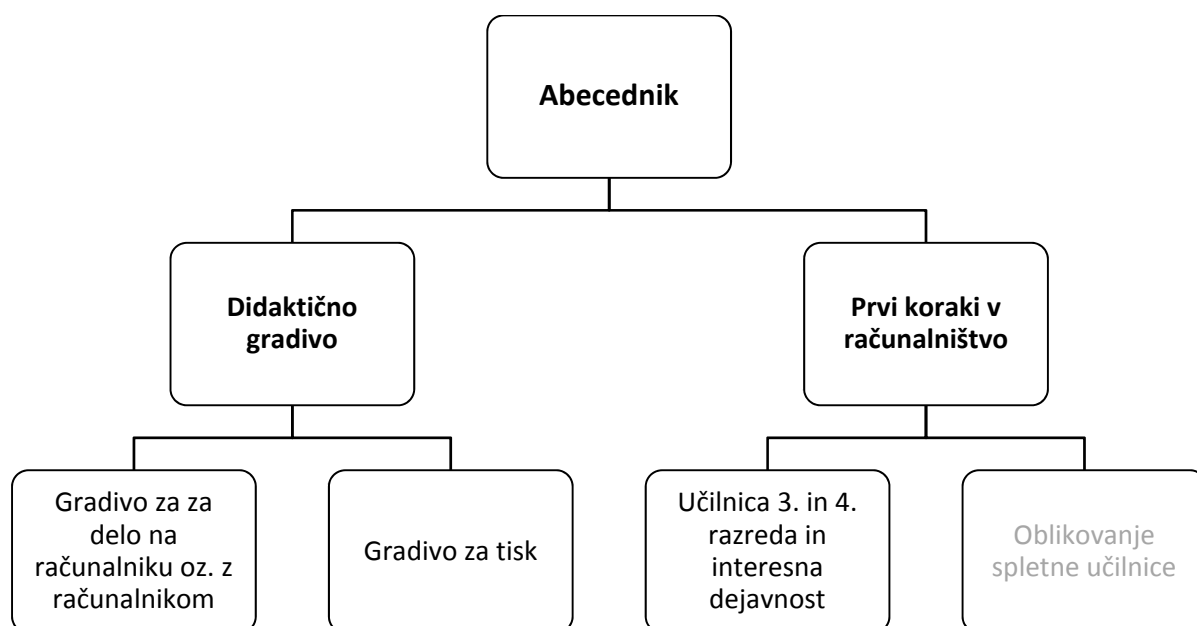 Abecednik
Didaktično
gradivo
Prvi koraki v
računalništvo
Gradivo za za
delo na
računalniku oz. z
računalnikom
Gradivo za tisk
Učilnica 3. in 4.
razreda in
interesna
dejavnost
Oblikovanje
spletne učilnice